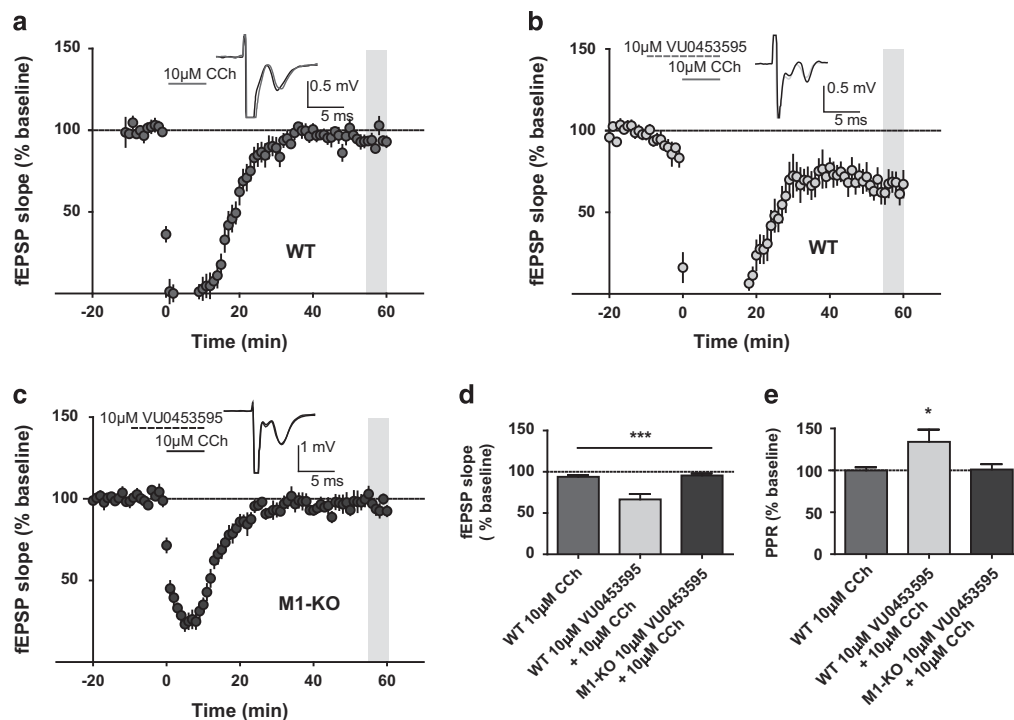 a
fEPSP slope (% baseline)
150
100
50
10µM CCh
0.5 mV
5 ms
WT
-20
0
20
40
60
Time (min)
b
fEPSP slope (% baseline)
150
100
50
10µM VU0453595
10µM CCh
0.5 mV
5 ms
WT
-20
0
20
40
60
Time (min)
c
fEPSP slope (% baseline)
150
100
50
10µM VU0453595
10µM CCh
1 mV
5 ms
M1-KO
-20
0
20
40
60
Time (min)
d
fEPSP slope
( % baseline)
150
100
50
0
***
WT 10µM CCh
WT 10µM VU0453595
+ 10µM CCh
M1-KO 10µM VU0453595
+ 10µM CCh
e
PPR (% baseline)
150
100
50
0
*
WT 10µM CCh
WT 10µM VU0453595
+ 10µM CCh
M1-KO 10µM VU0453595
+ 10µM CCh